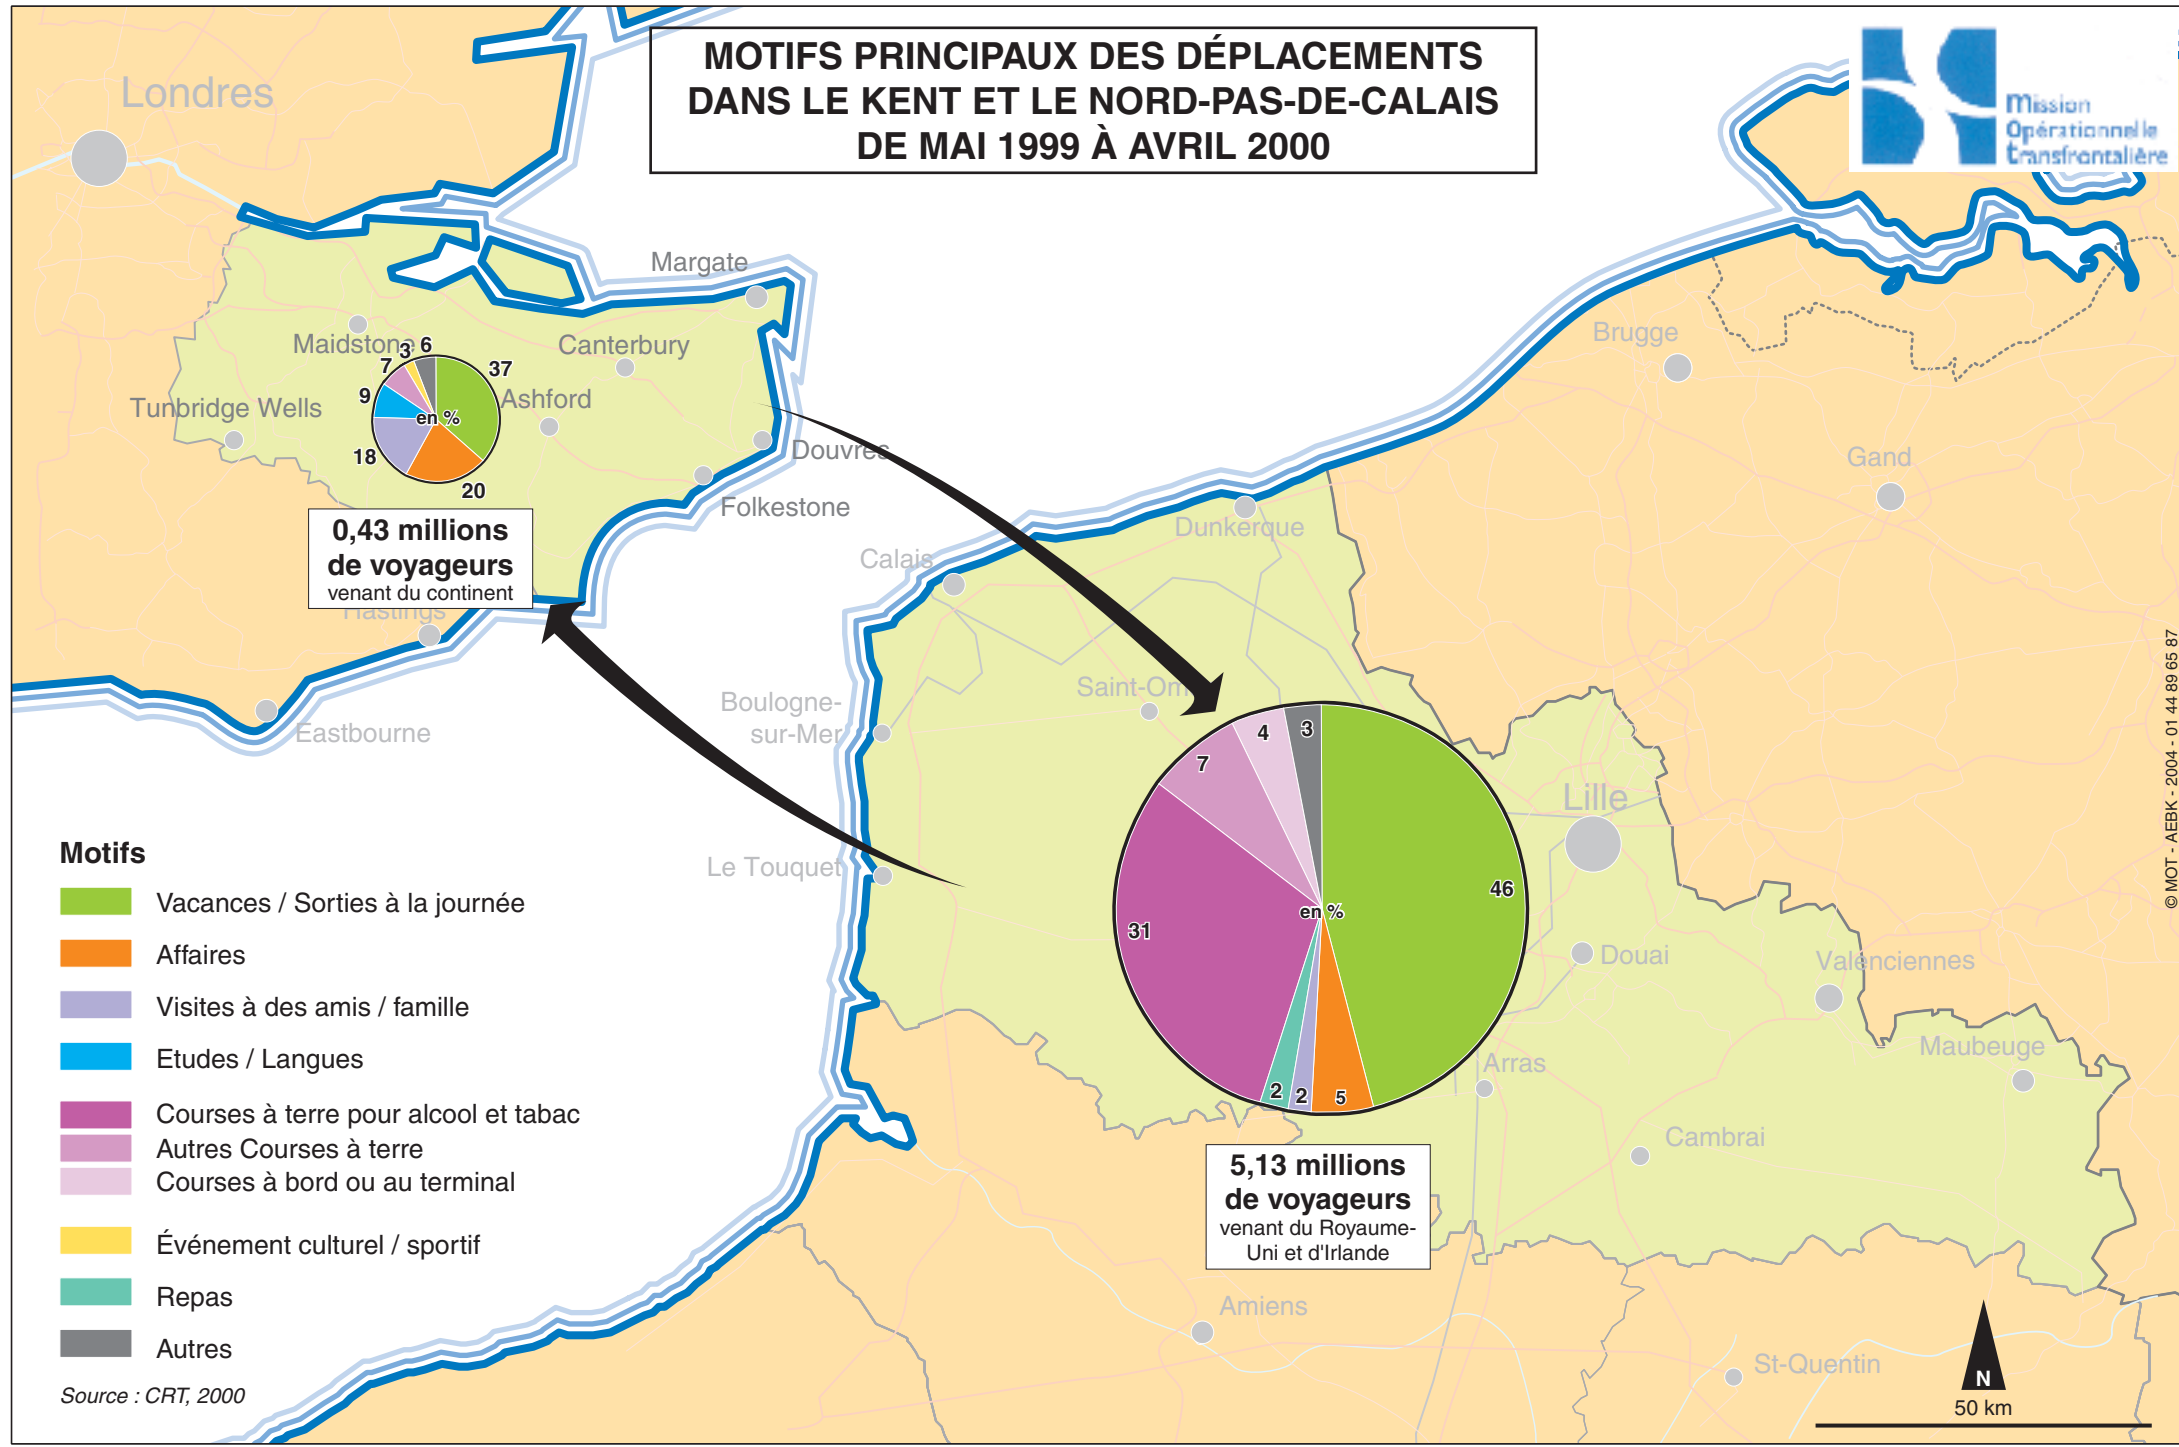 MOTIFS PRINCIPAUX DES DÉPLACEMENTS
DANS LE KENT ET LE NORD-PAS-DE-CALAIS
DE MAI 1999 À AVRIL 2000
Mission
Opérationnelle
transfrontalière
Londres
Margate
Maidstone
Canterbury
Tunbridge Wells
Ashford
Douvres
Folkestone
Hastings
Eastbourne
37
20
18
9
7
3
6
en %
0,43 millions
de voyageurs
venant du continent
Brugge
Gand
Dunkerque
Calais
Saint-Om
Boulogne-
sur-Mer
Le Touquet
Lille
Douai
Valenciennes
Maubeuge
Arras
Cambrai
Amiens
St-Quentin
46
5
2
2
31
7
4
3
en %
5,13 millions
de voyageurs
venant du Royaume-
Uni et d'Irlande
Motifs
Vacances / Sorties à la journée
Affaires
Visites à des amis / famille
Etudes / Langues
Courses à terre pour alcool et tabac
Autres Courses à terre
Courses à bord ou au terminal
Événement culturel / sportif
Repas
Autres
Source : CRT, 2000
N
50 km
© MOT - AEBK - 2004 - 01 44 89 65 87